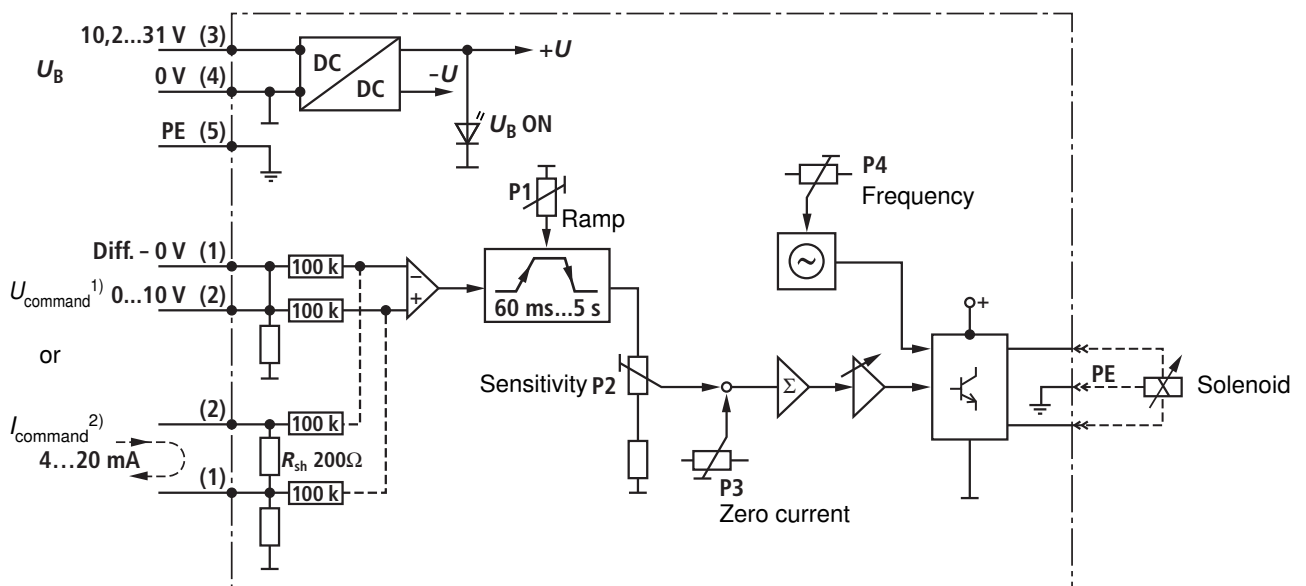 10,2...31 V (3)
U_B
0 V (4)
PE (5)
DC
DC
+U
–U
U_B ON
P1
Ramp
P4
Frequency
Diff. – 0 V (1)
U_command 1)
0...10 V (2)
100 k
100 k
–
+
60 ms...5 s
~
+
or
Sensitivity P2
Σ
PE
Solenoid
(2)
I_command 2)
4...20 mA
(1)
100 k
R_sh 200Ω
100 k
P3
Zero current